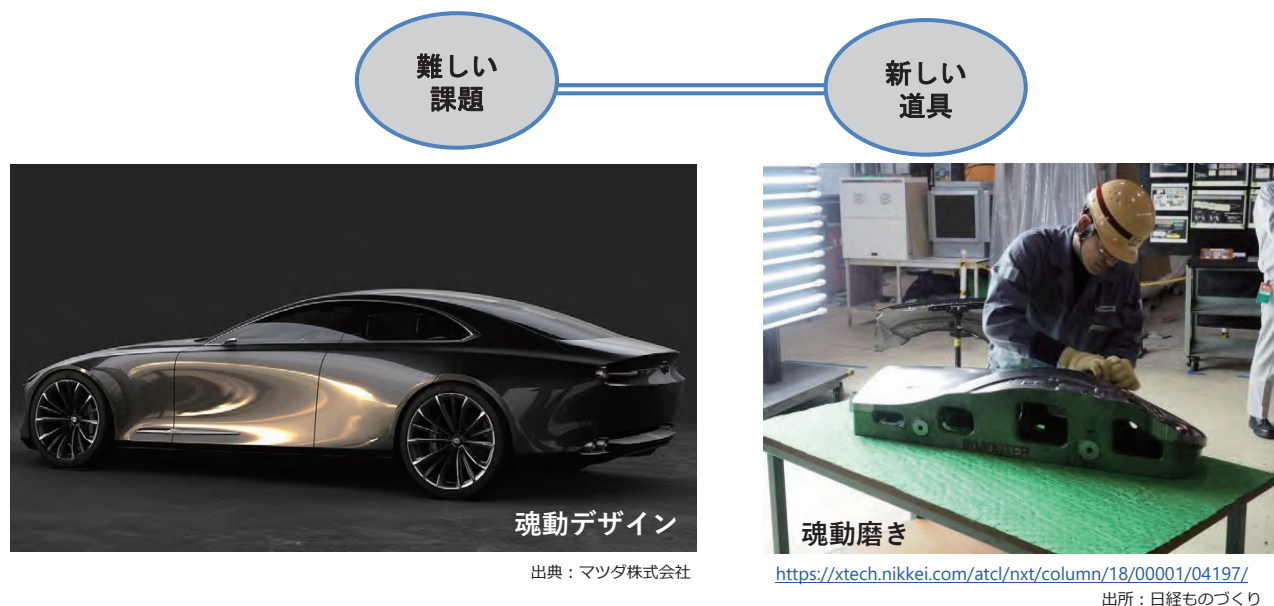 難しい
課題
新しい
道具
魂動デザイン
出典：マツダ株式会社
ROADSTER
魂動磨き
https://xtech.nikkei.com/atcl/nxt/column/18/00001/04197/
出所：日経ものづくり